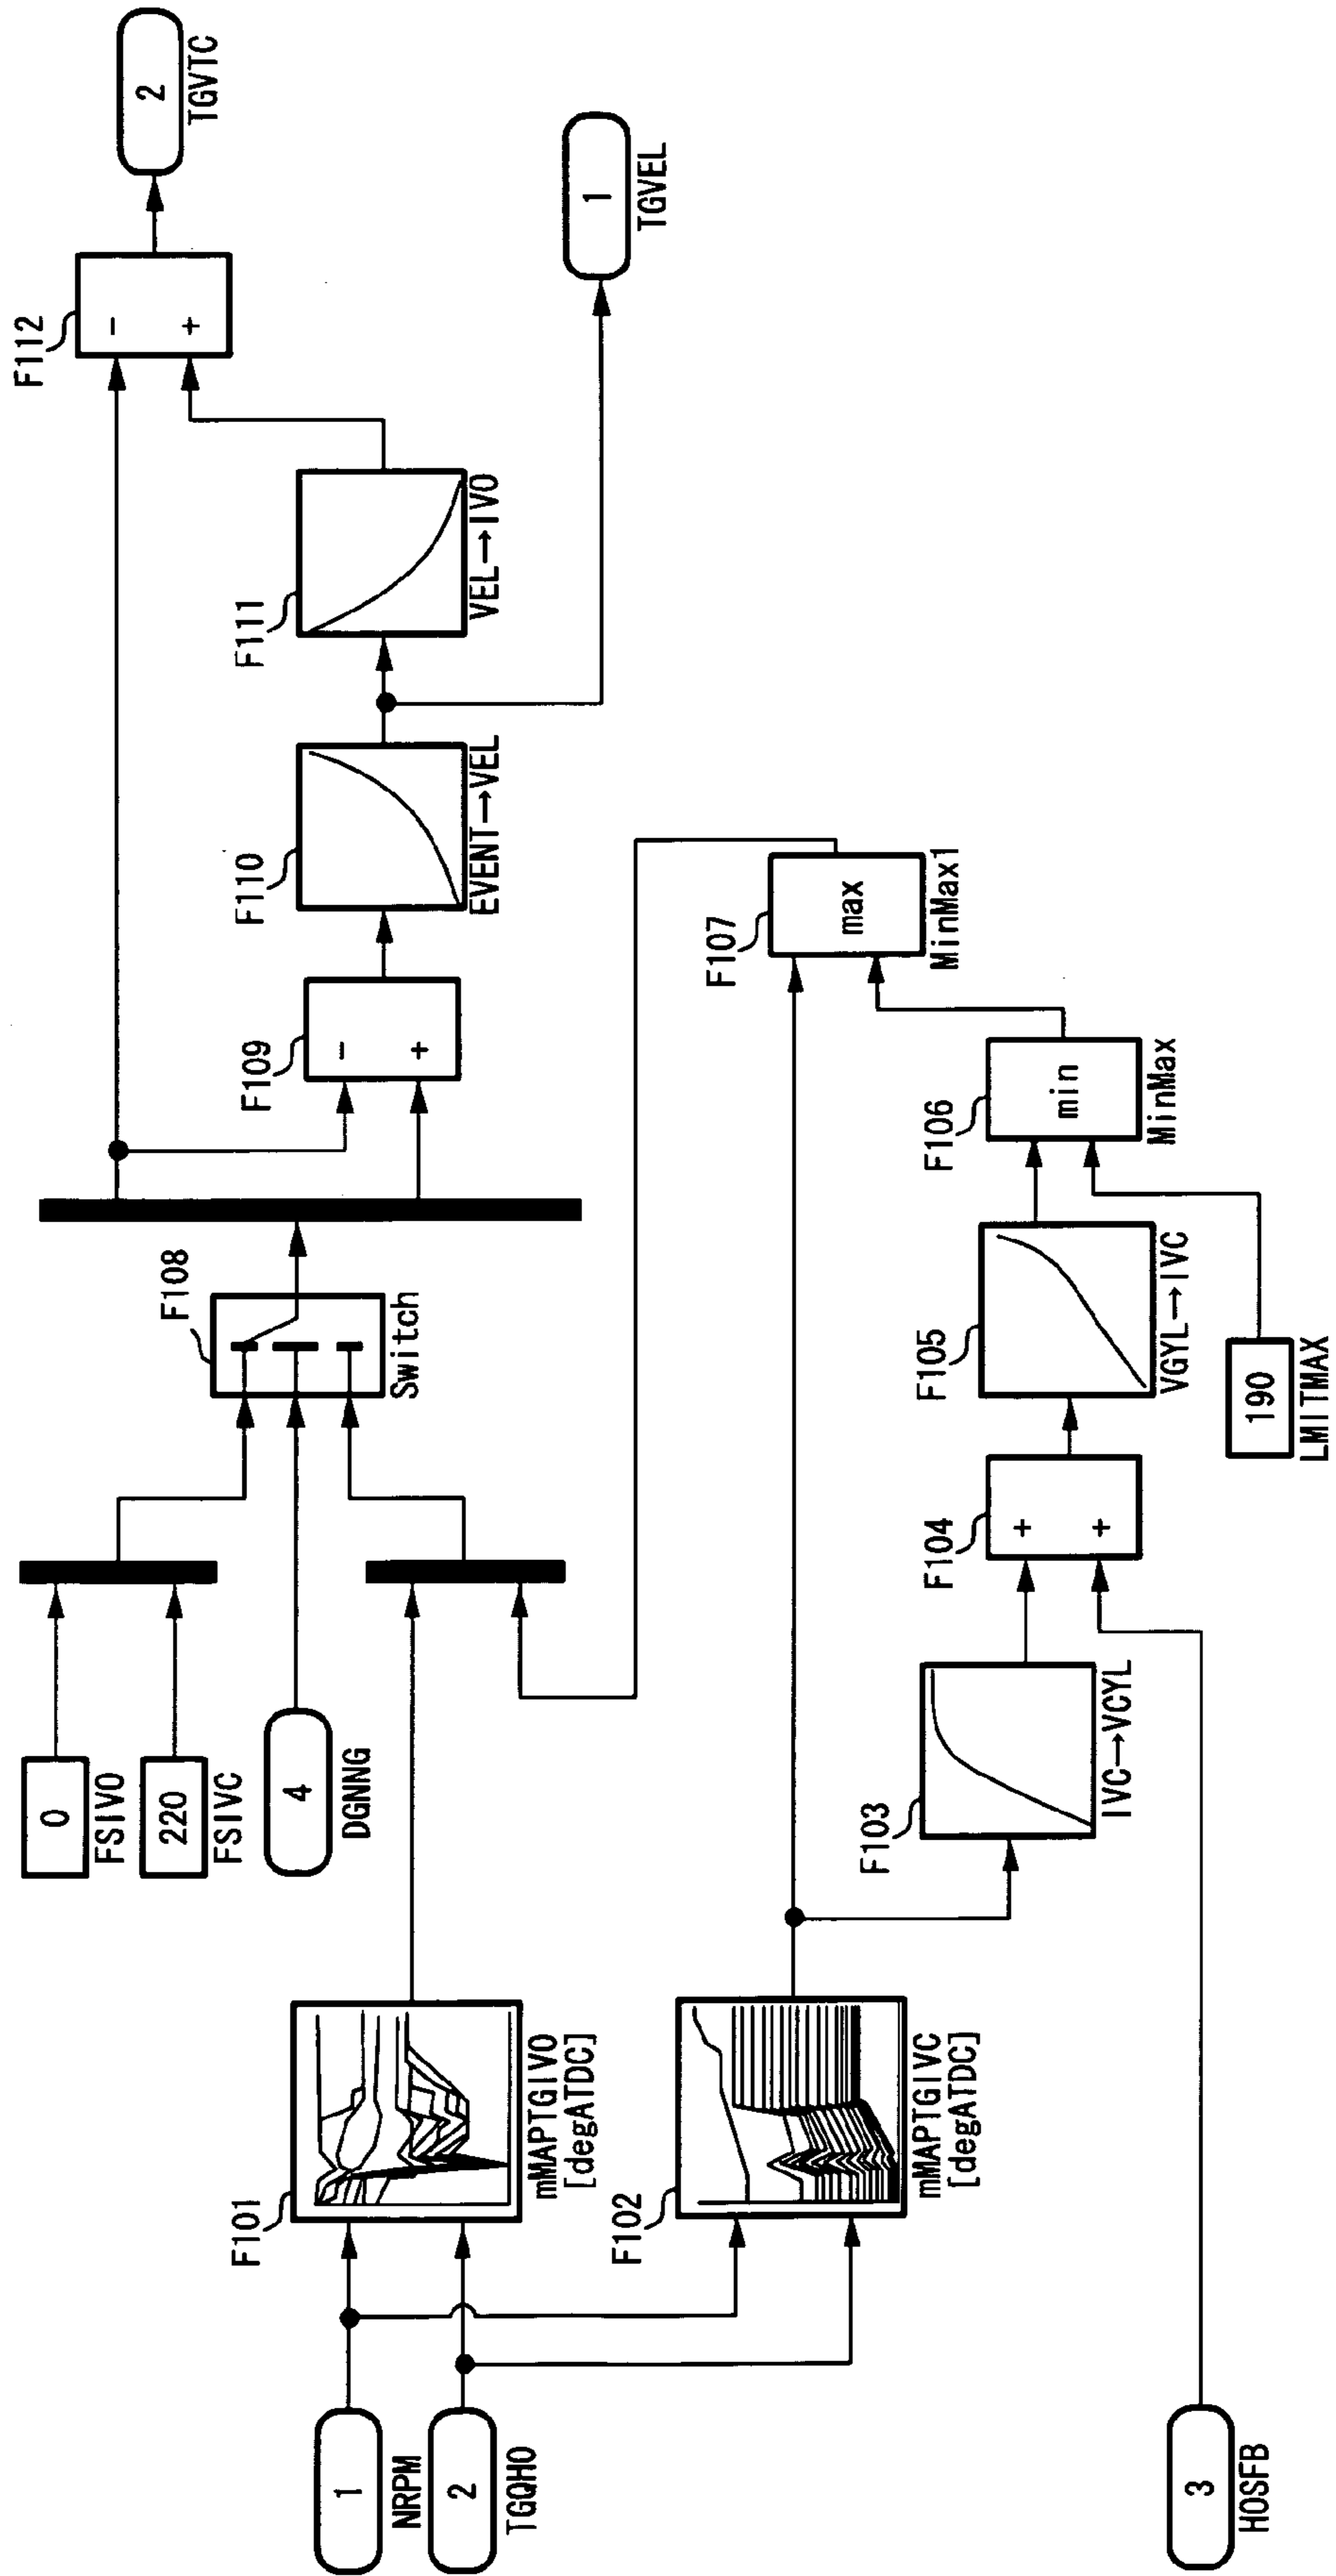 1
NRPM
2
TGQHO
3
HOSFB
F101
mMAPTGIVO
[degATDC]
F102
mMAPTGIVC
[degATDC]
0
FSIVO
220
FSIVC
4
DGNNG
F103
IVC→VCYL
F104
+
+
F105
VGYL→IVC
190
LMITMAX
F106
min
MinMax
F107
max
MinMax1
F108
Switch
F109
-
+
F110
EVENT→VEL
F111
VEL→IVO
F112
-
+
2
TGVTC
1
TGVEL